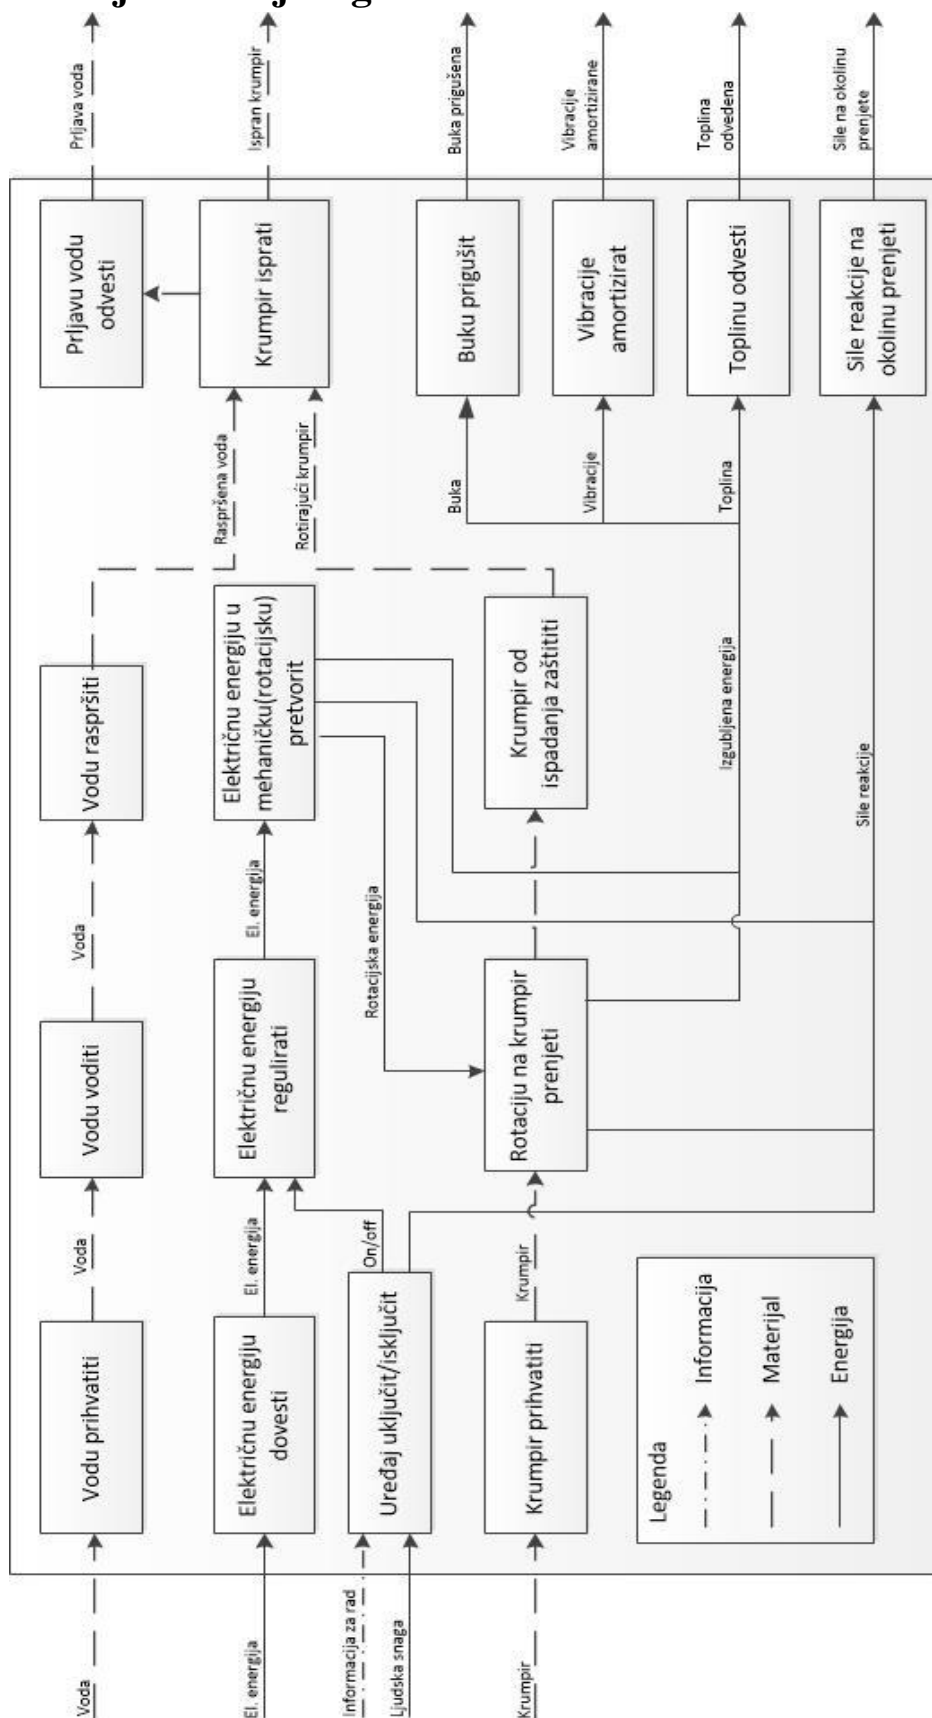 Voda
Vodu prihvatiti
Voda
Vodu voditi
Voda
Vodu raspršiti
Prljavu vodu
odvesti
Prljava voda
Raspršena voda
El. energija
Električnu energiju
dovesti
El. energija
Električnu energiju
regulirati
El. energija
Električnu energiju u
mehaničku(rotacijsku)
pretvorit
Krumpir isprati
Ispran krumpir
Rotirajući krumpir
Informacija za rad
Ljudska snaga
Uređaj uključit/isključit
On/off
Rotacijska energija
Krumpir
Krumpir prihvatiti
Krumpir
Rotaciju na krumpir
prenjeti
Krumpir od
ispadanja zaštititi
Buka
Buku prigušit
Buka prigušena
Vibracije
Vibracije
amortizirat
Vibracije
amortizirane
Izgubljena energija
Toplina
Toplinu odvesti
Toplina
odvedena
Sile reakcije
Sile reakcije na
okolinu prenjeti
Sile na okolinu
prenjete
Legenda
Informacija
Materijal
Energija